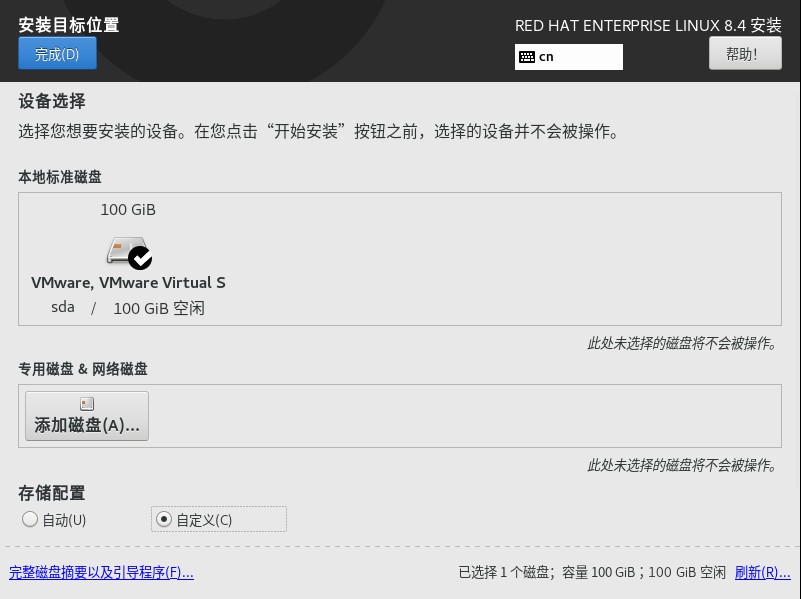 安装目标位置
RED HAT ENTERPRISE LINUX 8.4 安装
完成(D)
cn
帮助!
设备选择
选择您想要安装的设备。在您点击“开始安装”按钮之前，选择的设备并不会被操作。
本地标准磁盘
100 GiB
VMware, VMware Virtual S
sda / 100 GiB 空闲
此处未选择的磁盘将不会被操作。
专用磁盘 & 网络磁盘
添加磁盘(A)...
此处未选择的磁盘将不会被操作。
存储配置
自动(U) 自定义(C)
完整磁盘摘要以及引导程序(F)... 已选择 1 个磁盘；容量 100 GiB；100 GiB 空闲 刷新(R)...